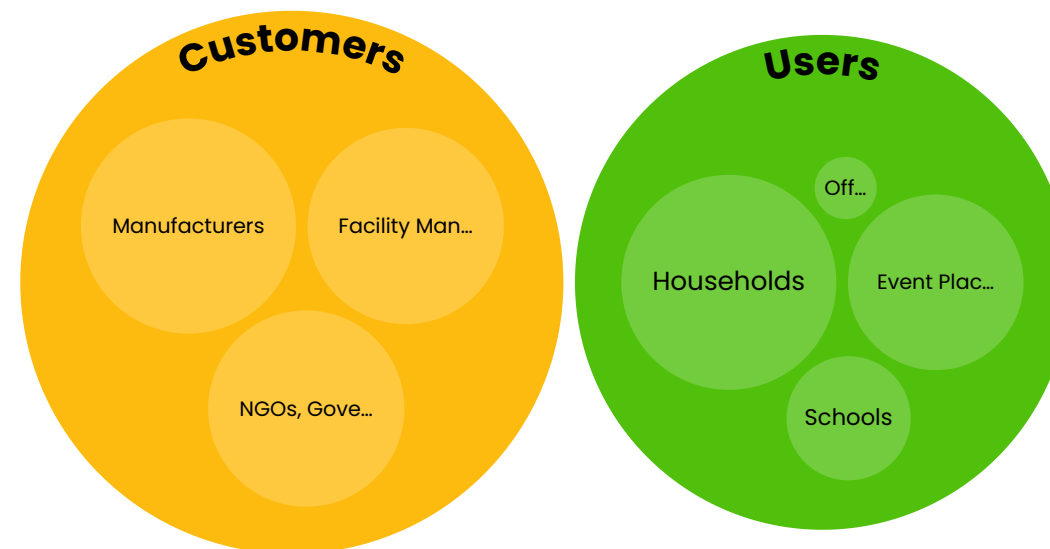 Customers
Manufacturers
Facility Man...
NGOs, Gove...
Users
Off...
Households
Event Plac...
Schools